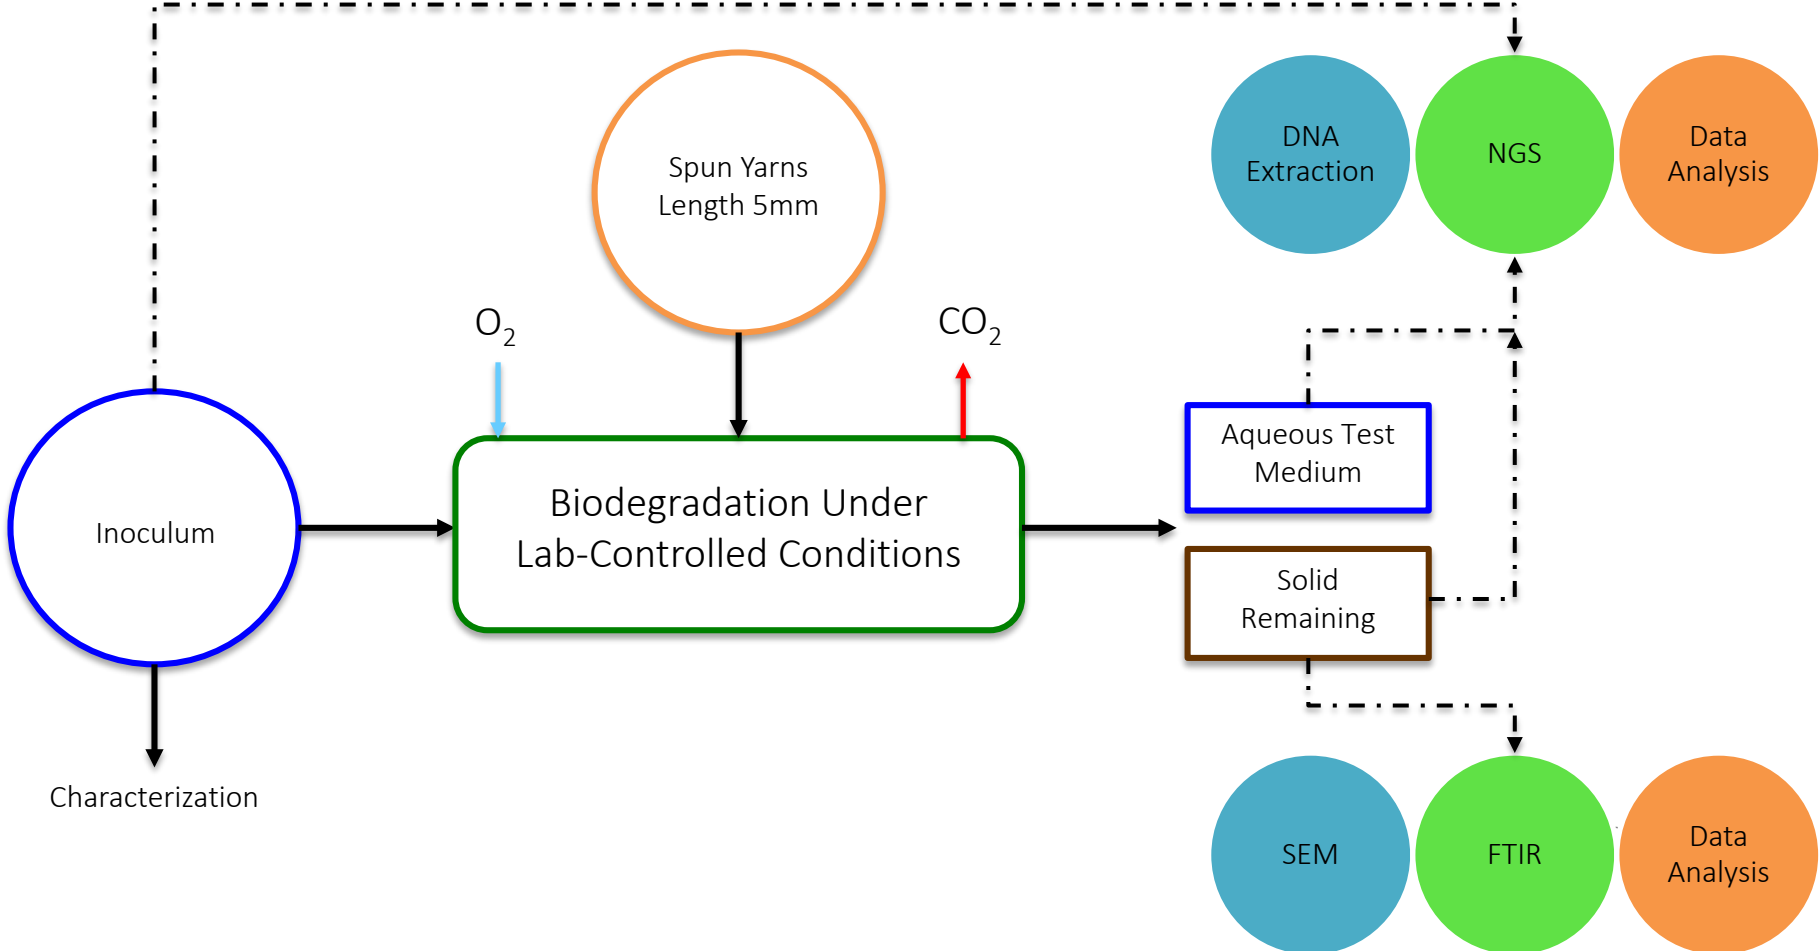 DNA
Extraction
NGS
Data
Analysis
Spun Yarns
Length 5mm
O₂
CO₂
Inoculum
Biodegradation Under
Lab-Controlled Conditions
Aqueous Test
Medium
Solid
Remaining
Characterization
SEM
FTIR
Data
Analysis